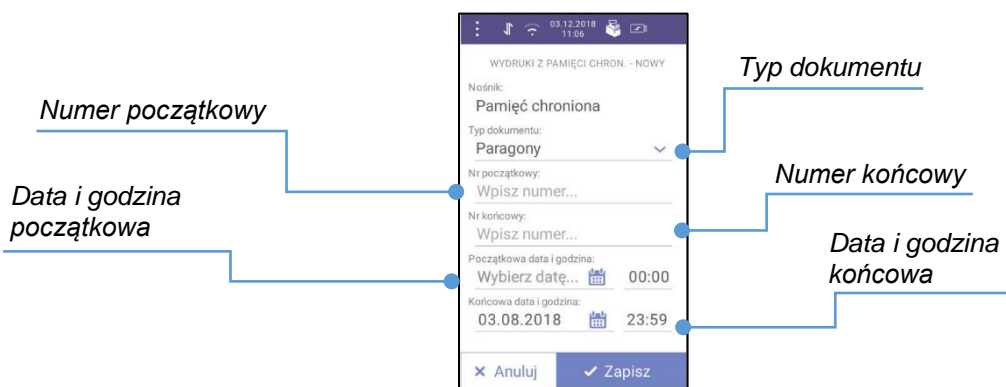 03.12.2018
11:06
WYDRUKI Z PAMIĘCI CHRON. - NOWY
Nośnik:
Pamięć chroniona
Typ dokumentu:
Paragony
Nr początkowy:
Wpisz numer...
Nr końcowy:
Wpisz numer...
Początkowa data i godzina:
Wybierz datę... 00:00
Końcowa data i godzina:
03.08.2018 23:59
Anuluj Zapisz
Numer początkowy
Data i godzina
początkowa
Typ dokumentu
Numer końcowy
Data i godzina
końcowa